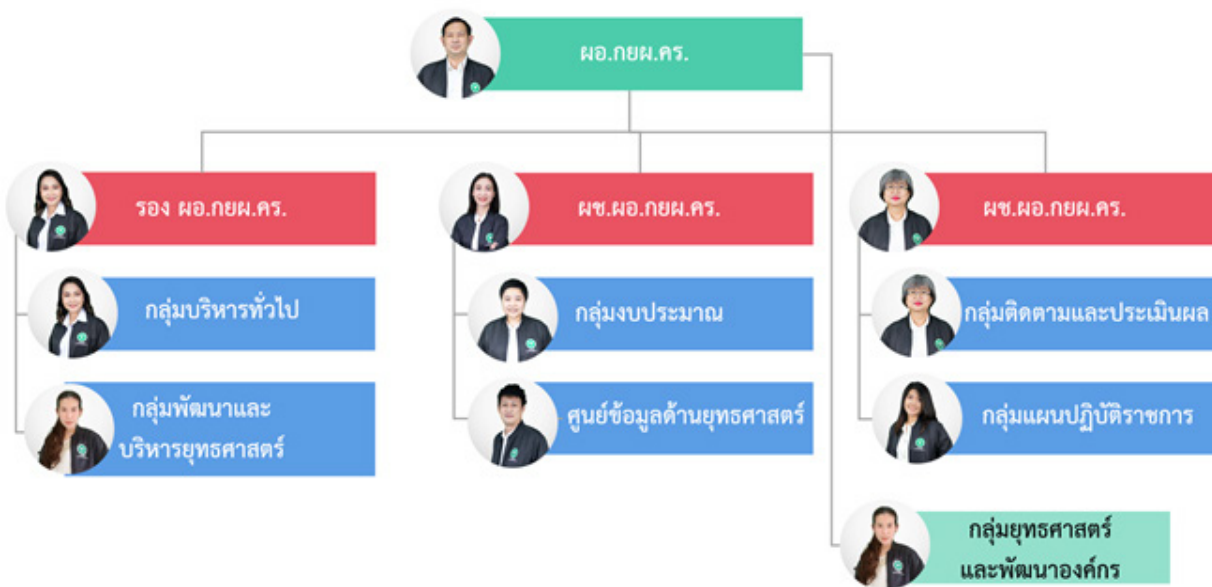 ผอ.กยผ.คร.
รอง ผอ.กยผ.คร.
ผช.ผอ.กยผ.คร.
ผช.ผอ.กยผ.คร.
กลุ่มบริหารทั่วไป
กลุ่มงบประมาณ
กลุ่มติดตามและประเมินผล
กลุ่มพัฒนาและ
บริหารยุทธศาสตร์
ศูนย์ข้อมูลด้านยุทธศาสตร์
กลุ่มแผนปฏิบัติราชการ
กลุ่มยุทธศาสตร์
และพัฒนาองค์กร